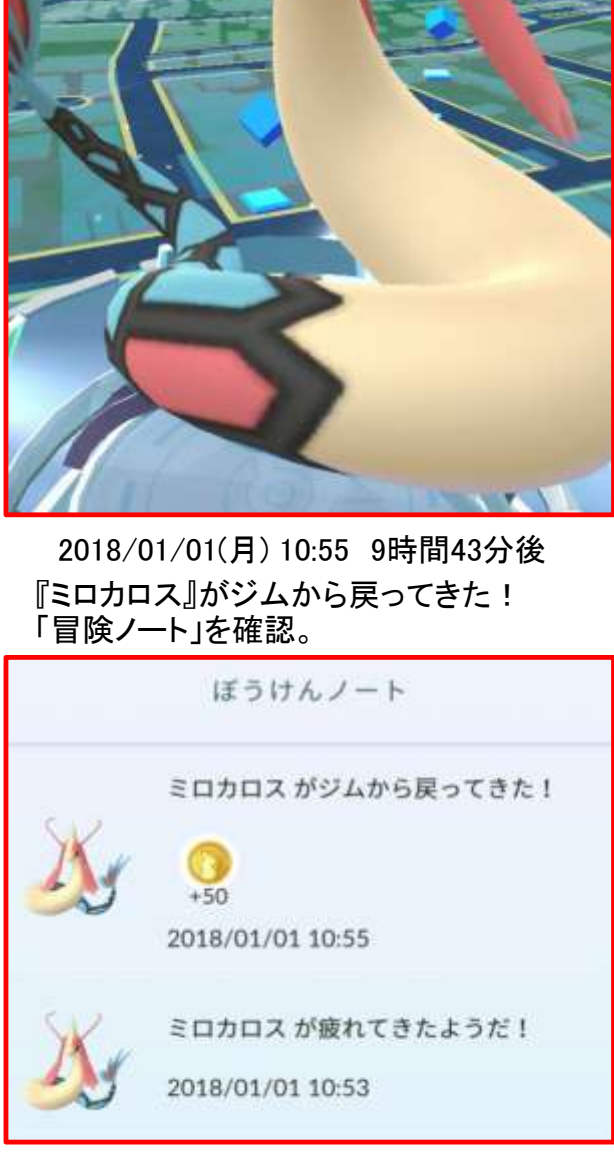 2018/01/01(月) 10:55 9時間43分後
『ミロカロス』がジムから戻ってきた！
「冒険ノート」を確認。
ぼうけんノート
ミロカロス がジムから戻ってきた！
+50
2018/01/01 10:55
ミロカロス が疲れてきたようだ！
2018/01/01 10:53